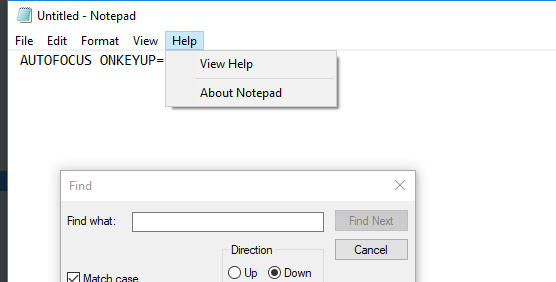 Untitled - Notepad
File Edit Format View Help
AUTOFOCUS ONKEYUP=
View Help
About Notepad
Find
Find what:
Find Next
Cancel
Direction
Up Down
Match case